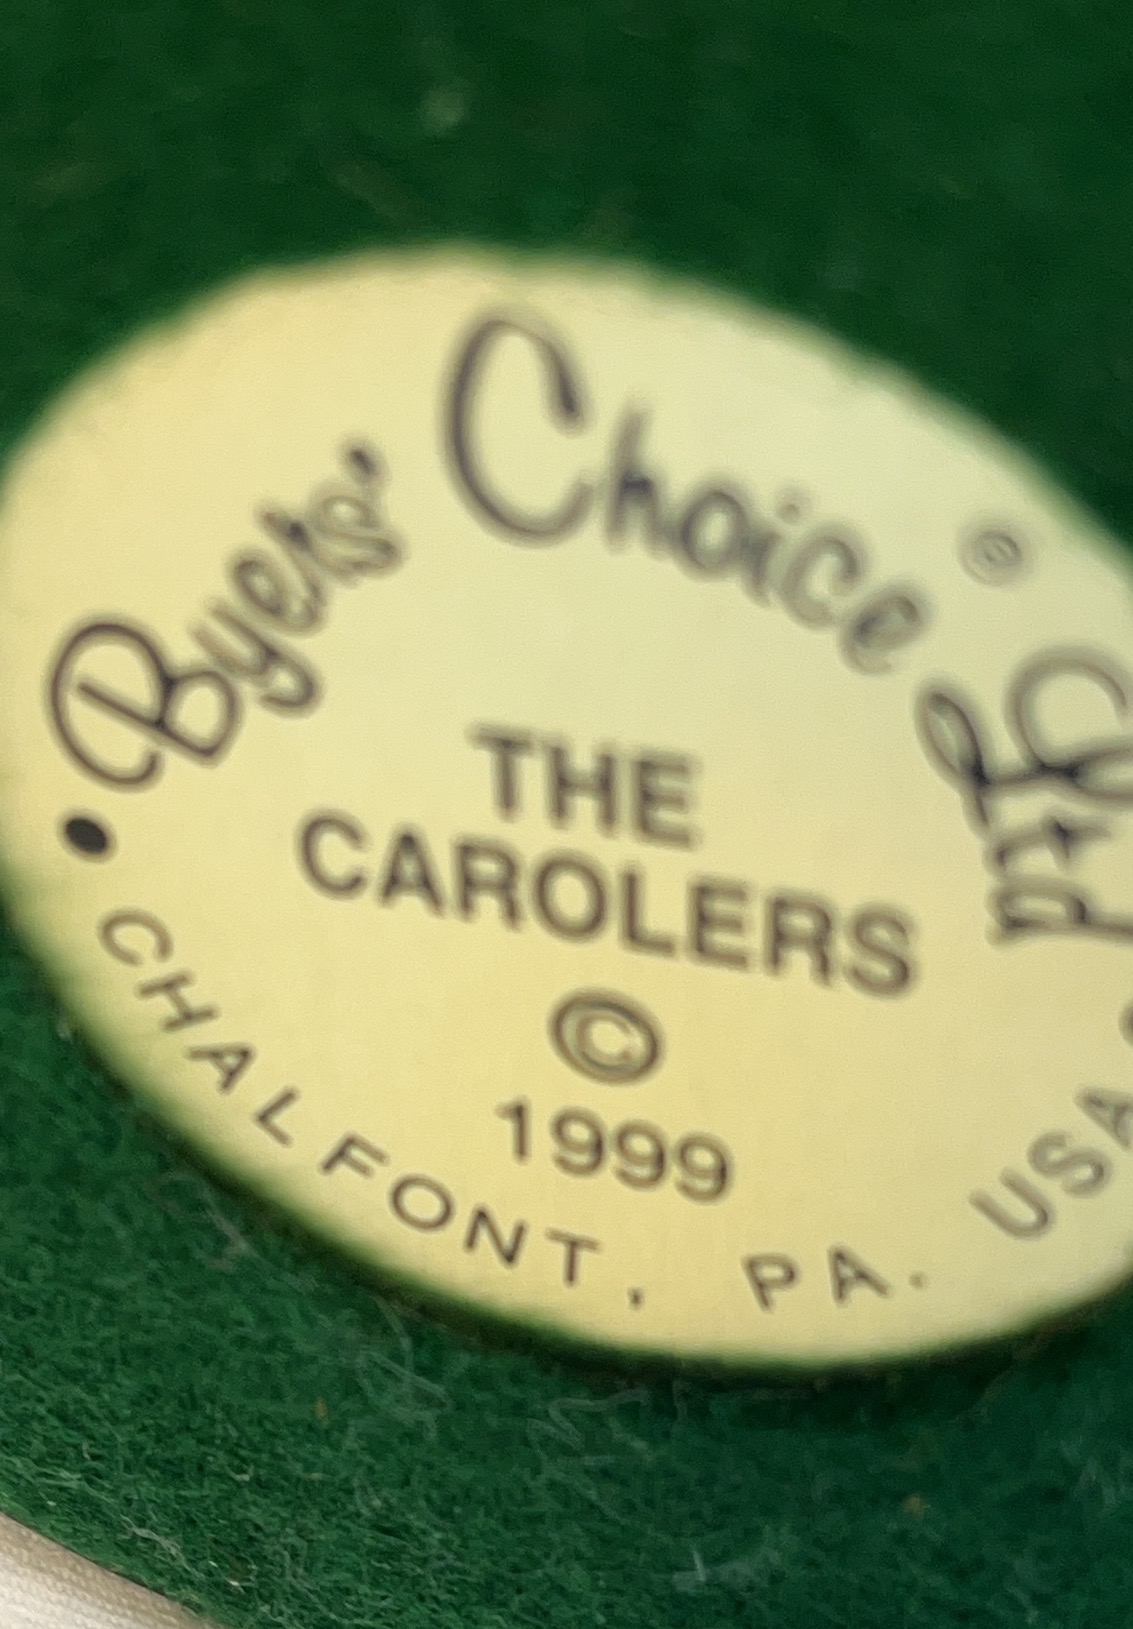 Byers' Choice ® Ltd
THE
CAROLERS
©
1999
• CHALFONT, PA. USA •